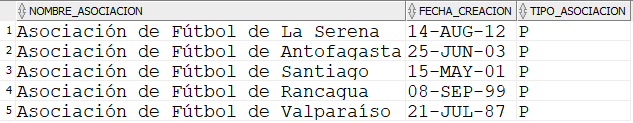 NOMBRE_ASOCIACION FECHA_CREACION TIPO_ASOCIACION
1 Asociación de Fútbol de La Serena 14-AUG-12 P
2 Asociación de Fútbol de Antofagasta 25-JUN-03 P
3 Asociación de Fútbol de Santiago 15-MAY-01 P
4 Asociación de Fútbol de Rancagua 08-SEP-99 P
5 Asociación de Fútbol de Valparaíso 21-JUL-87 P